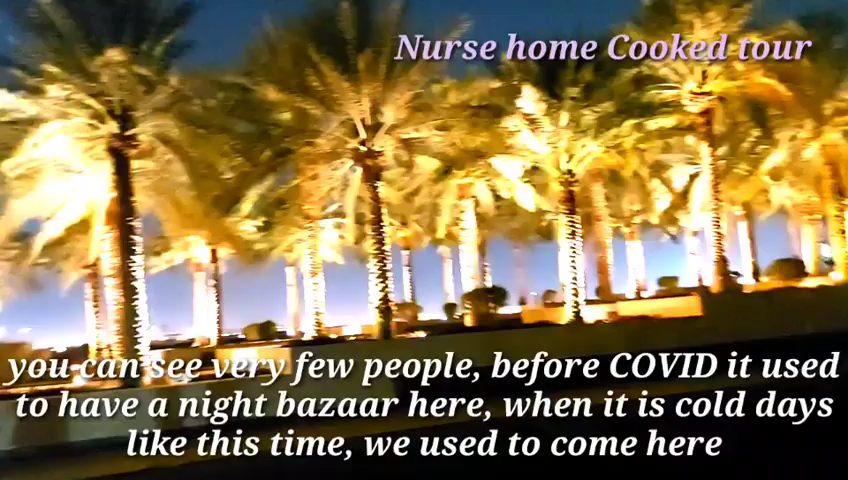 Nurse home Cooked tour
you can see very few people, before COVID it used
to have a night bazaar here, when it is cold days
like this time, we used to come here